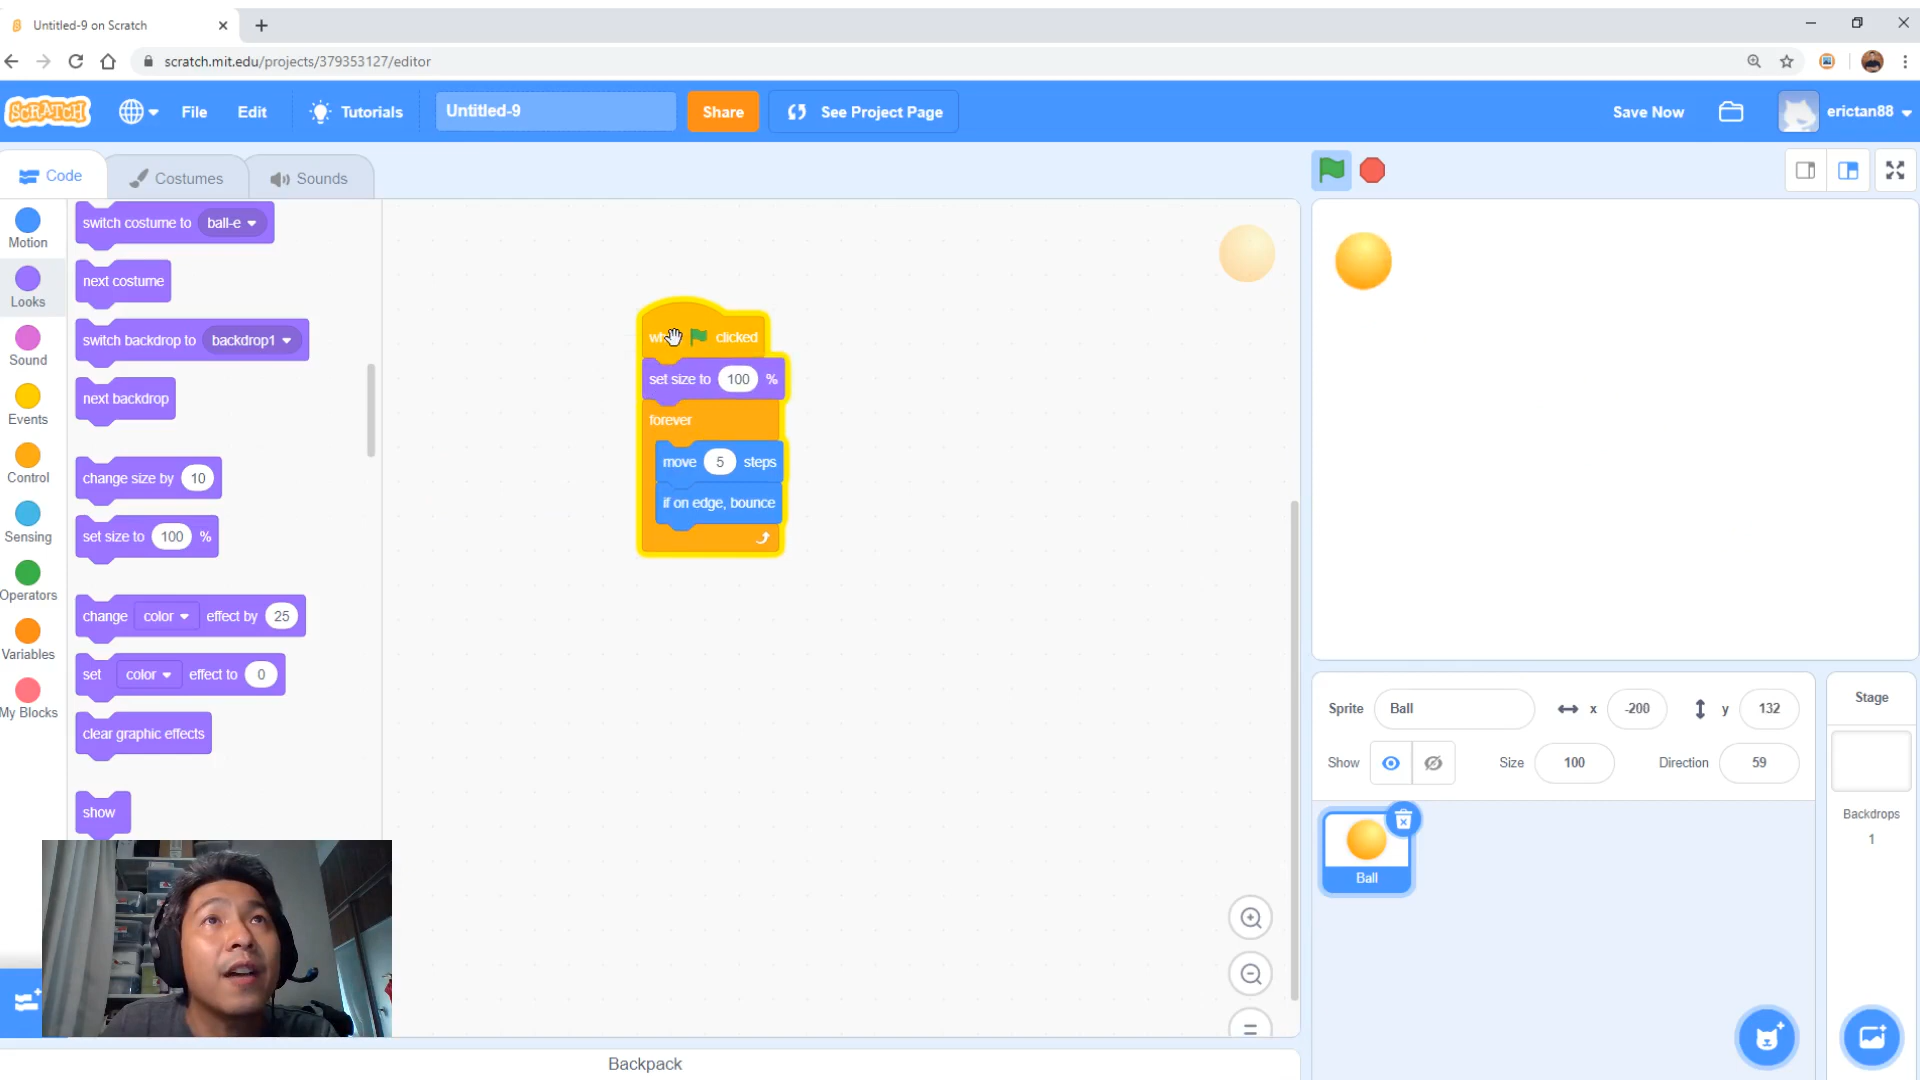 Untitled-9 on Scratch
scratch.mit.edu/projects/379353127/editor
SCRATCH
File
Edit
Tutorials
Untitled-9
Share
See Project Page
Save Now
erictan88
Code
Costumes
Sounds
Motion
Looks
Sound
Events
Control
Sensing
Operators
Variables
My Blocks
switch costume to ball-e
next costume
switch backdrop to backdrop1
next backdrop
change size by 10
set size to 100 %
change color effect by 25
set color effect to 0
clear graphic effects
show
clicked
set size to 100 %
forever
move 5 steps
if on edge, bounce
Sprite Ball
x -200
y 132
Show
Size 100
Direction 59
Ball
Stage
Backdrops
1
Backpack